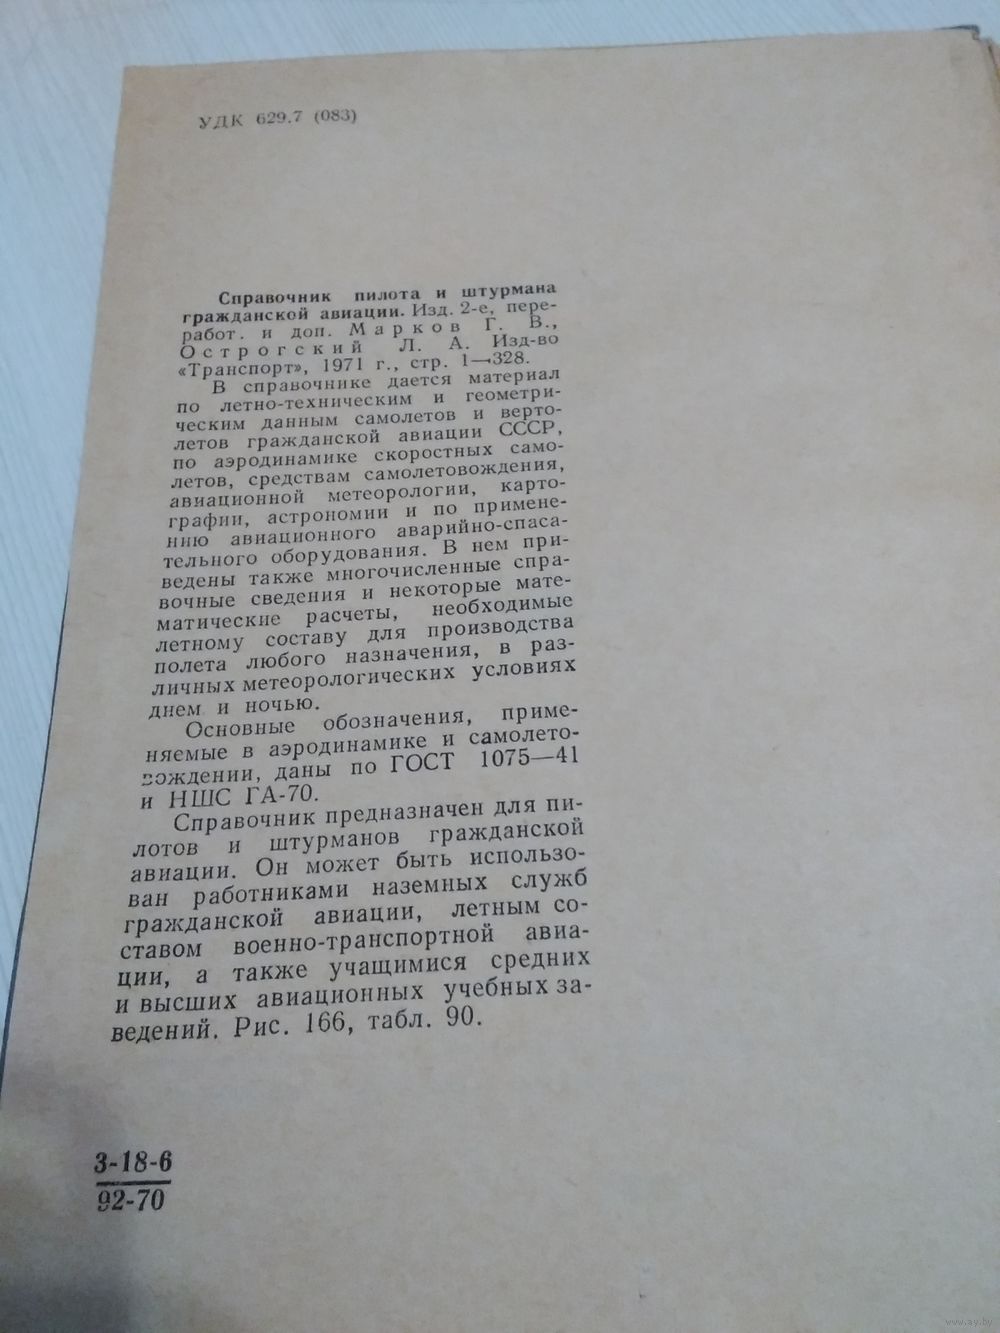 УДК 629.7 (083)
Справочник пилота и штурмана
гражданской авиации. Изд. 2-е, пере-
работ. и доп. Марков Г. В.,
Острогский Л. А. Изд-во
«Транспорт», 1971 г., стр. 1—328.
В справочнике дается материал
по летно-техническим и геометри-
ческим данным самолетов и верто-
летов гражданской авиации СССР,
по аэродинамике скоростных само-
летов, средствам самолетовождения,
авиационной метеорологии, карто-
графии, астрономии и по примене-
нию авиационного аварийно-спаса-
тельного оборудования. В нем при-
ведены также многочисленные спра-
вочные сведения и некоторые мате-
матические расчеты, необходимые
летному составу для производства
полета любого назначения, в раз-
личных метеорологических условиях
днем и ночью.
Основные обозначения, приме-
няемые в аэродинамике и самолето-
вождении, даны по ГОСТ 1075—41
и НШС ГА-70.
Справочник предназначен для пи-
лотов и штурманов гражданской
авиации. Он может быть использо-
ван работниками наземных служб
гражданской авиации, летным со-
ставом военно-транспортной авиа-
ции, а также учащимися средних
и высших авиационных учебных за-
ведений. Рис. 166, табл. 90.
3-18-6
92-70
www.ay.by